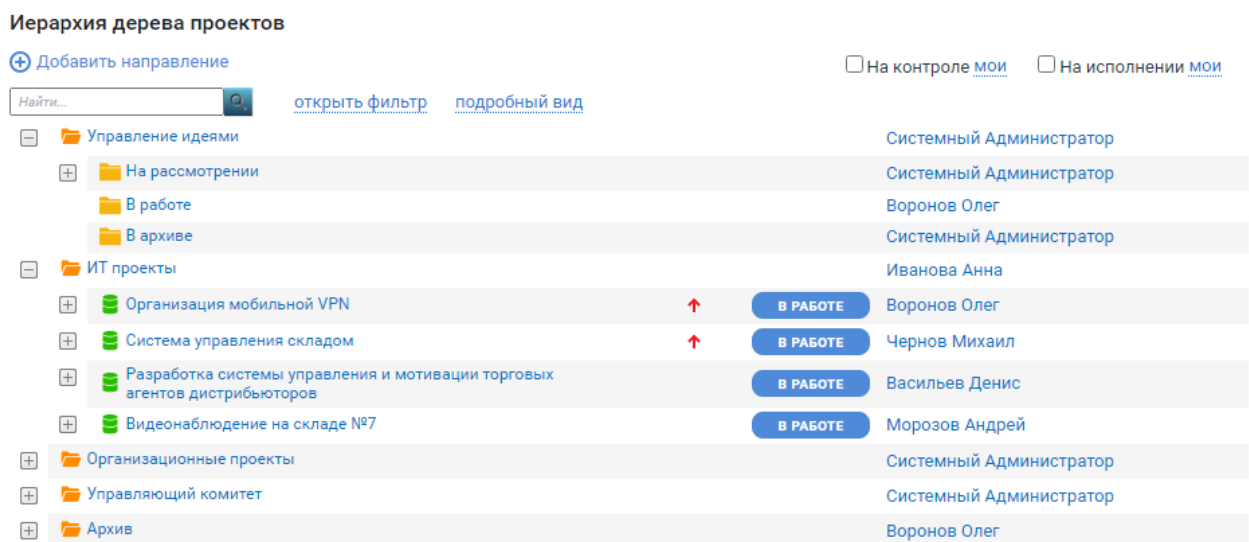 Иерархия дерева проектов
Добавить направление
На контроле мои На исполнении мои
Найти... открыть фильтр подробный вид
Управление идеями Системный Администратор
На рассмотрении Системный Администратор
В работе Воронов Олег
В архиве Системный Администратор
ИТ проекты Иванова Анна
Организация мобильной VPN В РАБОТЕ Воронов Олег
Система управления складом В РАБОТЕ Чернов Михаил
Разработка системы управления и мотивации торговых
агентов дистрибьюторов В РАБОТЕ Васильев Денис
Видеонаблюдение на складе №7 В РАБОТЕ Морозов Андрей
Организационные проекты Системный Администратор
Управляющий комитет Системный Администратор
Архив Воронов Олег